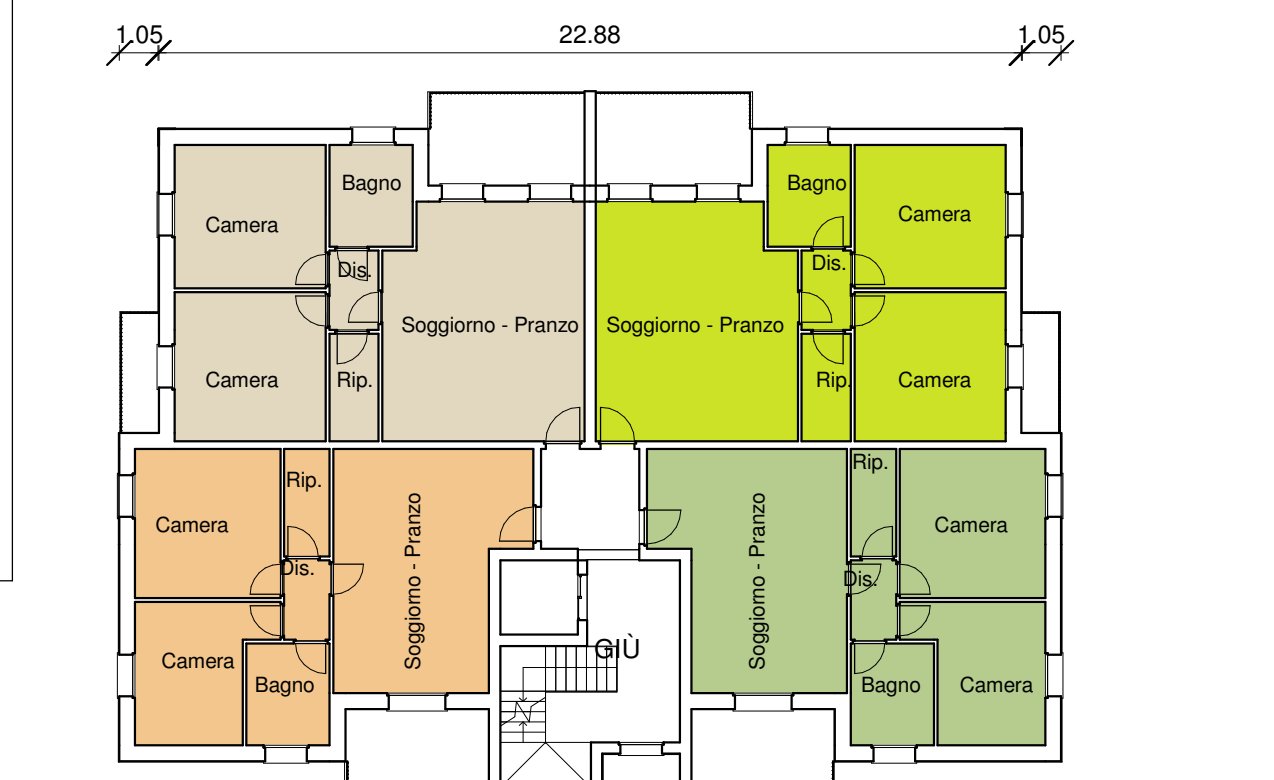 1.05 22.88 1.05
Bagno Bagno
Camera Camera
Dis. Dis.
Soggiorno - Pranzo Soggiorno - Pranzo
Camera Rip. Rip. Camera
Rip. Rip.
Camera Soggiorno - Pranzo Soggiorno - Pranzo Camera
Dis. Dis.
GIÙ
Camera Bagno Bagno Camera